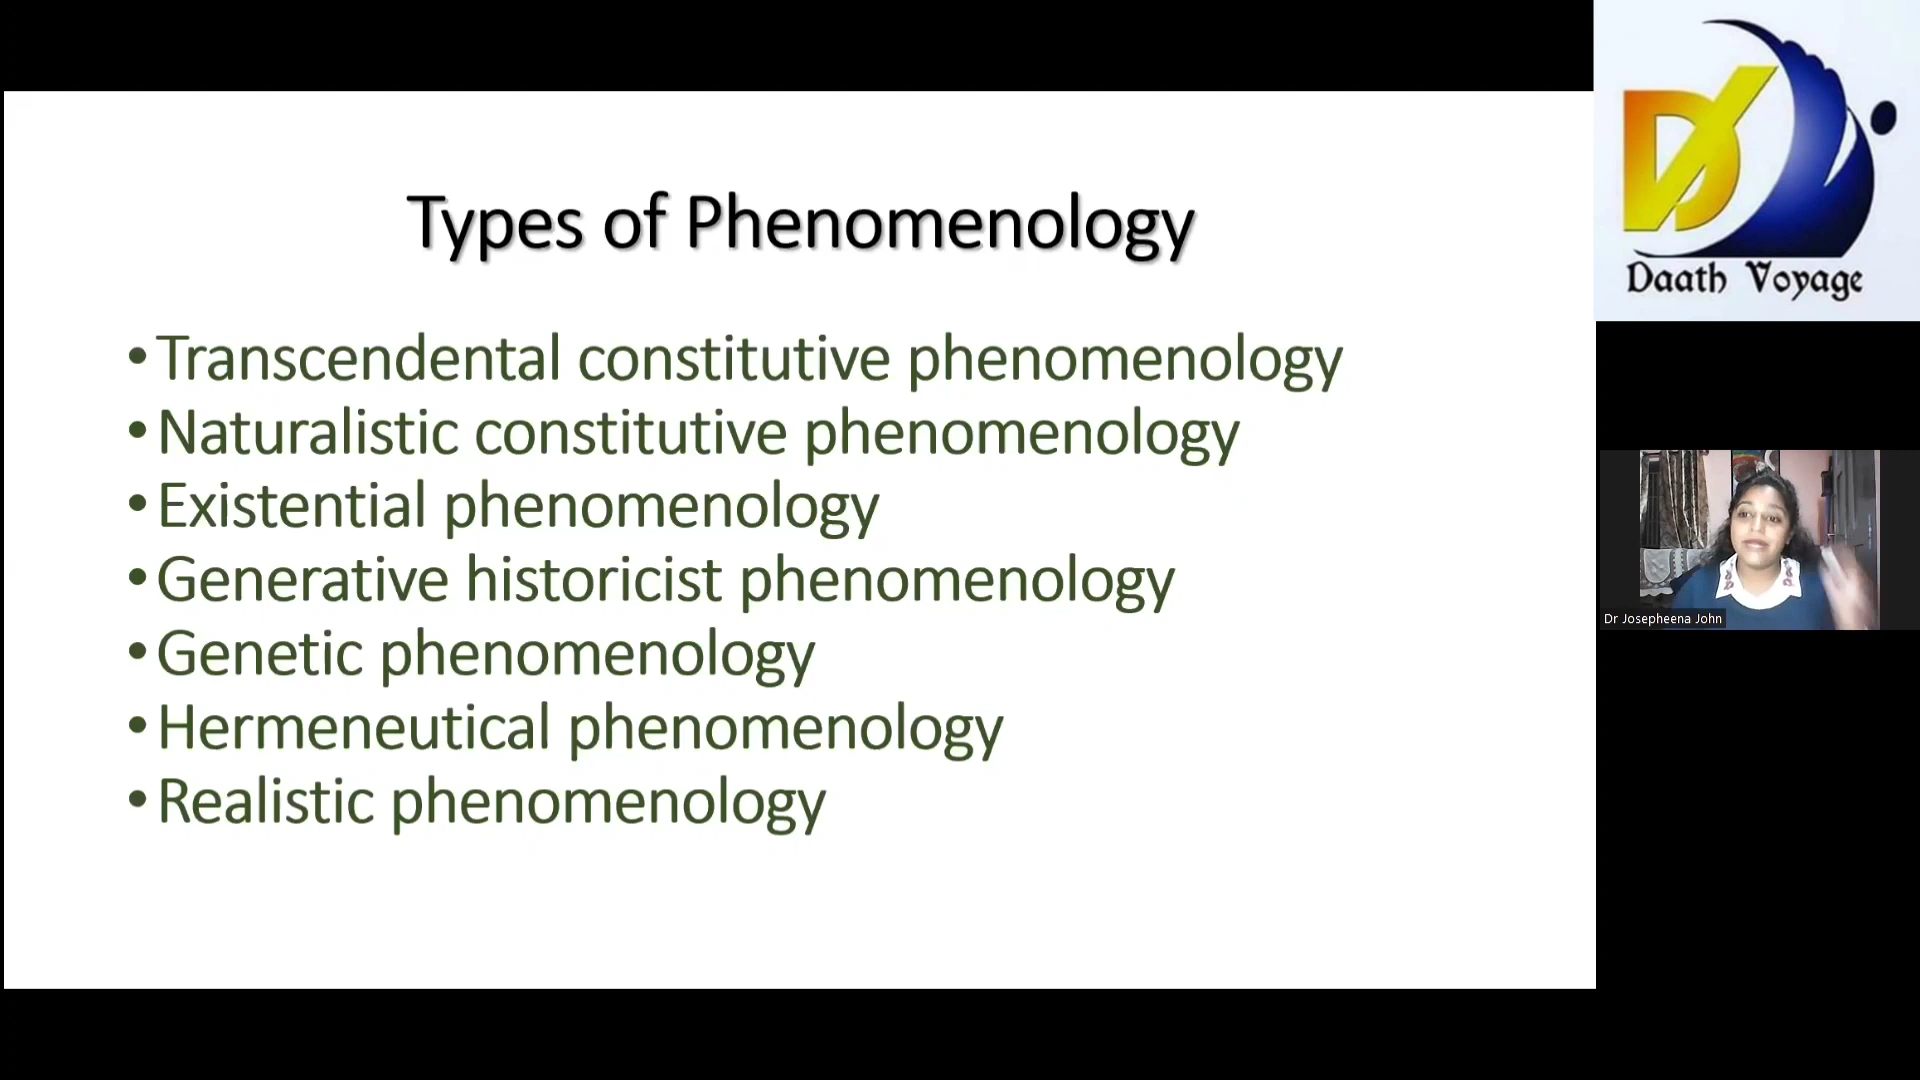 Types of Phenomenology
• Transcendental constitutive phenomenology
• Naturalistic constitutive phenomenology
• Existential phenomenology
• Generative historicist phenomenology
• Genetic phenomenology
• Hermeneutical phenomenology
• Realistic phenomenology
D
Daath Voyage
Dr Josepheena John